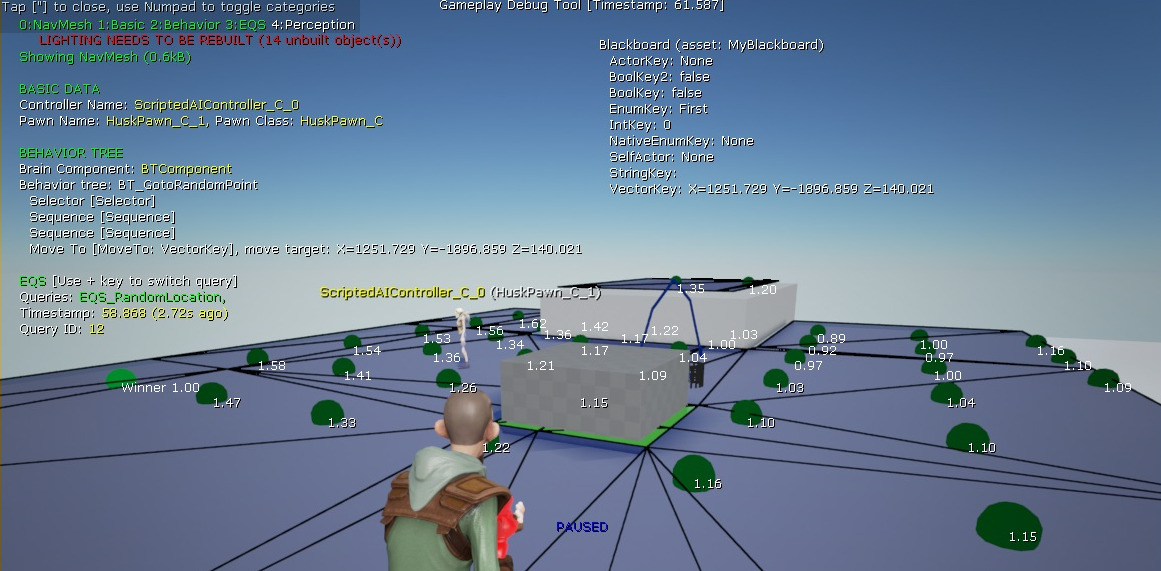 Tap ["] to close, use Numpad to toggle categories
Gameplay Debug Tool [Timestamp: 61.587]
0:NavMesh 1:Basic 2:Behavior 3:EQS 4:Perception
LIGHTING NEEDS TO BE REBUILT (14 unbuilt object(s))
Showing NavMesh (0.6kB)
BASIC DATA
Controller Name: ScriptedAIController_C_0
Pawn Name: HuskPawn_C_1, Pawn Class: HuskPawn_C
BEHAVIOR TREE
Brain Component: BTComponent
Behavior tree: BT_GotoRandomPoint
Selector [Selector]
Sequence [Sequence]
Sequence [Sequence]
Move To [MoveTo: VectorKey], move target: X=1251.729 Y=-1896.859 Z=140.021
EQS [Use + key to switch query]
Queries: EQS_RandomLocation,
Timestamp: 58.868 (2.72s ago)
Query ID: 12
Blackboard (asset: MyBlackboard)
ActorKey: None
BoolKey2: false
BoolKey: false
EnumKey: First
IntKey: 0
NativeEnumKey: None
SelfActor: None
StringKey:
VectorKey: X=1251.729 Y=-1896.859 Z=140.021
ScriptedAIController_C_0 (HuskPawn_C_1)
1.35
1.20
1.62
1.56
1.42
1.22
1.36
1.03
1.53
1.17
0.89
1.34
1.00
1.00
1.54
1.17
0.92
1.16
1.36
1.04
0.97
1.58
1.21
0.97
1.10
1.41
1.09
1.00
Winner 1.00
1.26
1.03
1.09
1.47
1.15
1.04
1.33
1.10
1.22
1.10
1.16
PAUSED
1.15